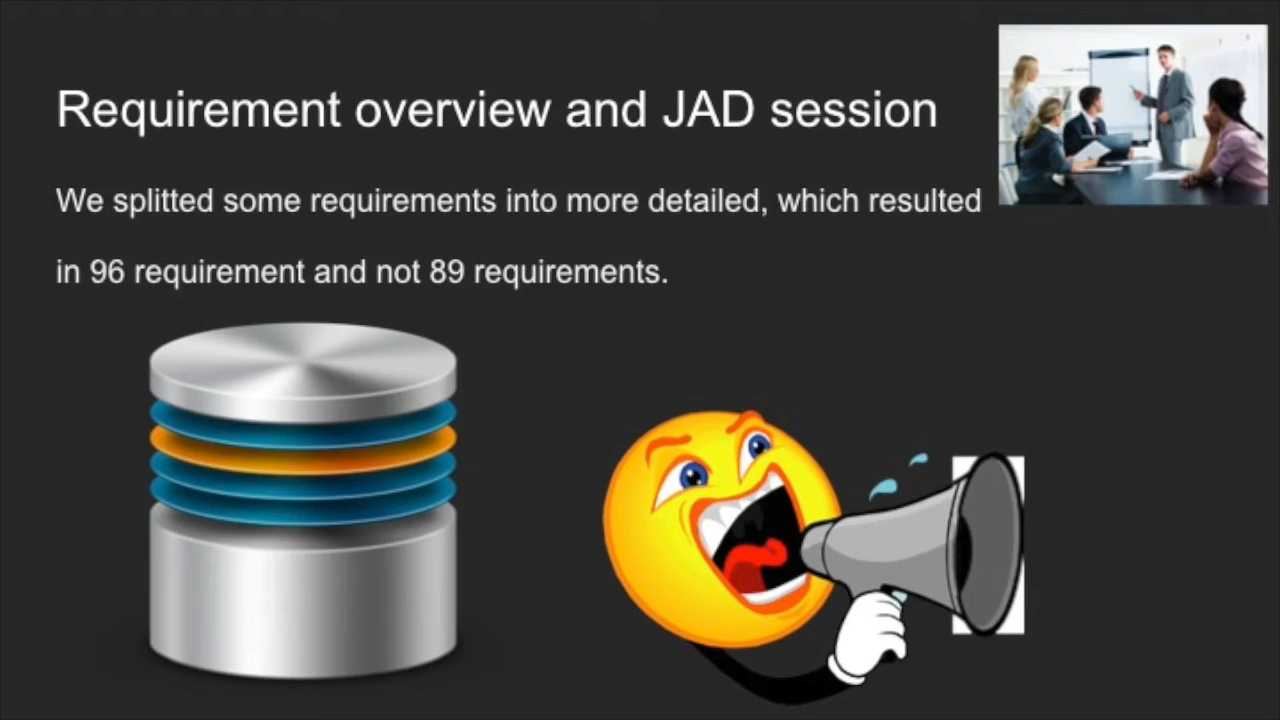 Requirement overview and JAD session
We splitted some requirements into more detailed, which resulted
in 96 requirement and not 89 requirements.